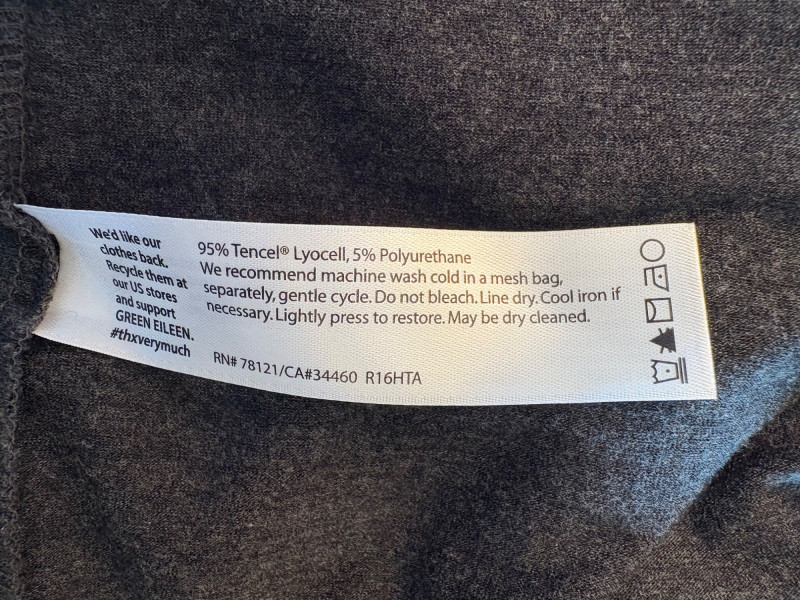 We'd like our
clothes back.
Recycle them at
our US stores
and support
GREEN EILEEN.
#thxverymuch
95% Tencel® Lyocell, 5% Polyurethane
We recommend machine wash cold in a mesh bag,
separately, gentle cycle. Do not bleach. Line dry. Cool iron if
necessary. Lightly press to restore. May be dry cleaned.
RN# 78121/CA#34460 R16HTA